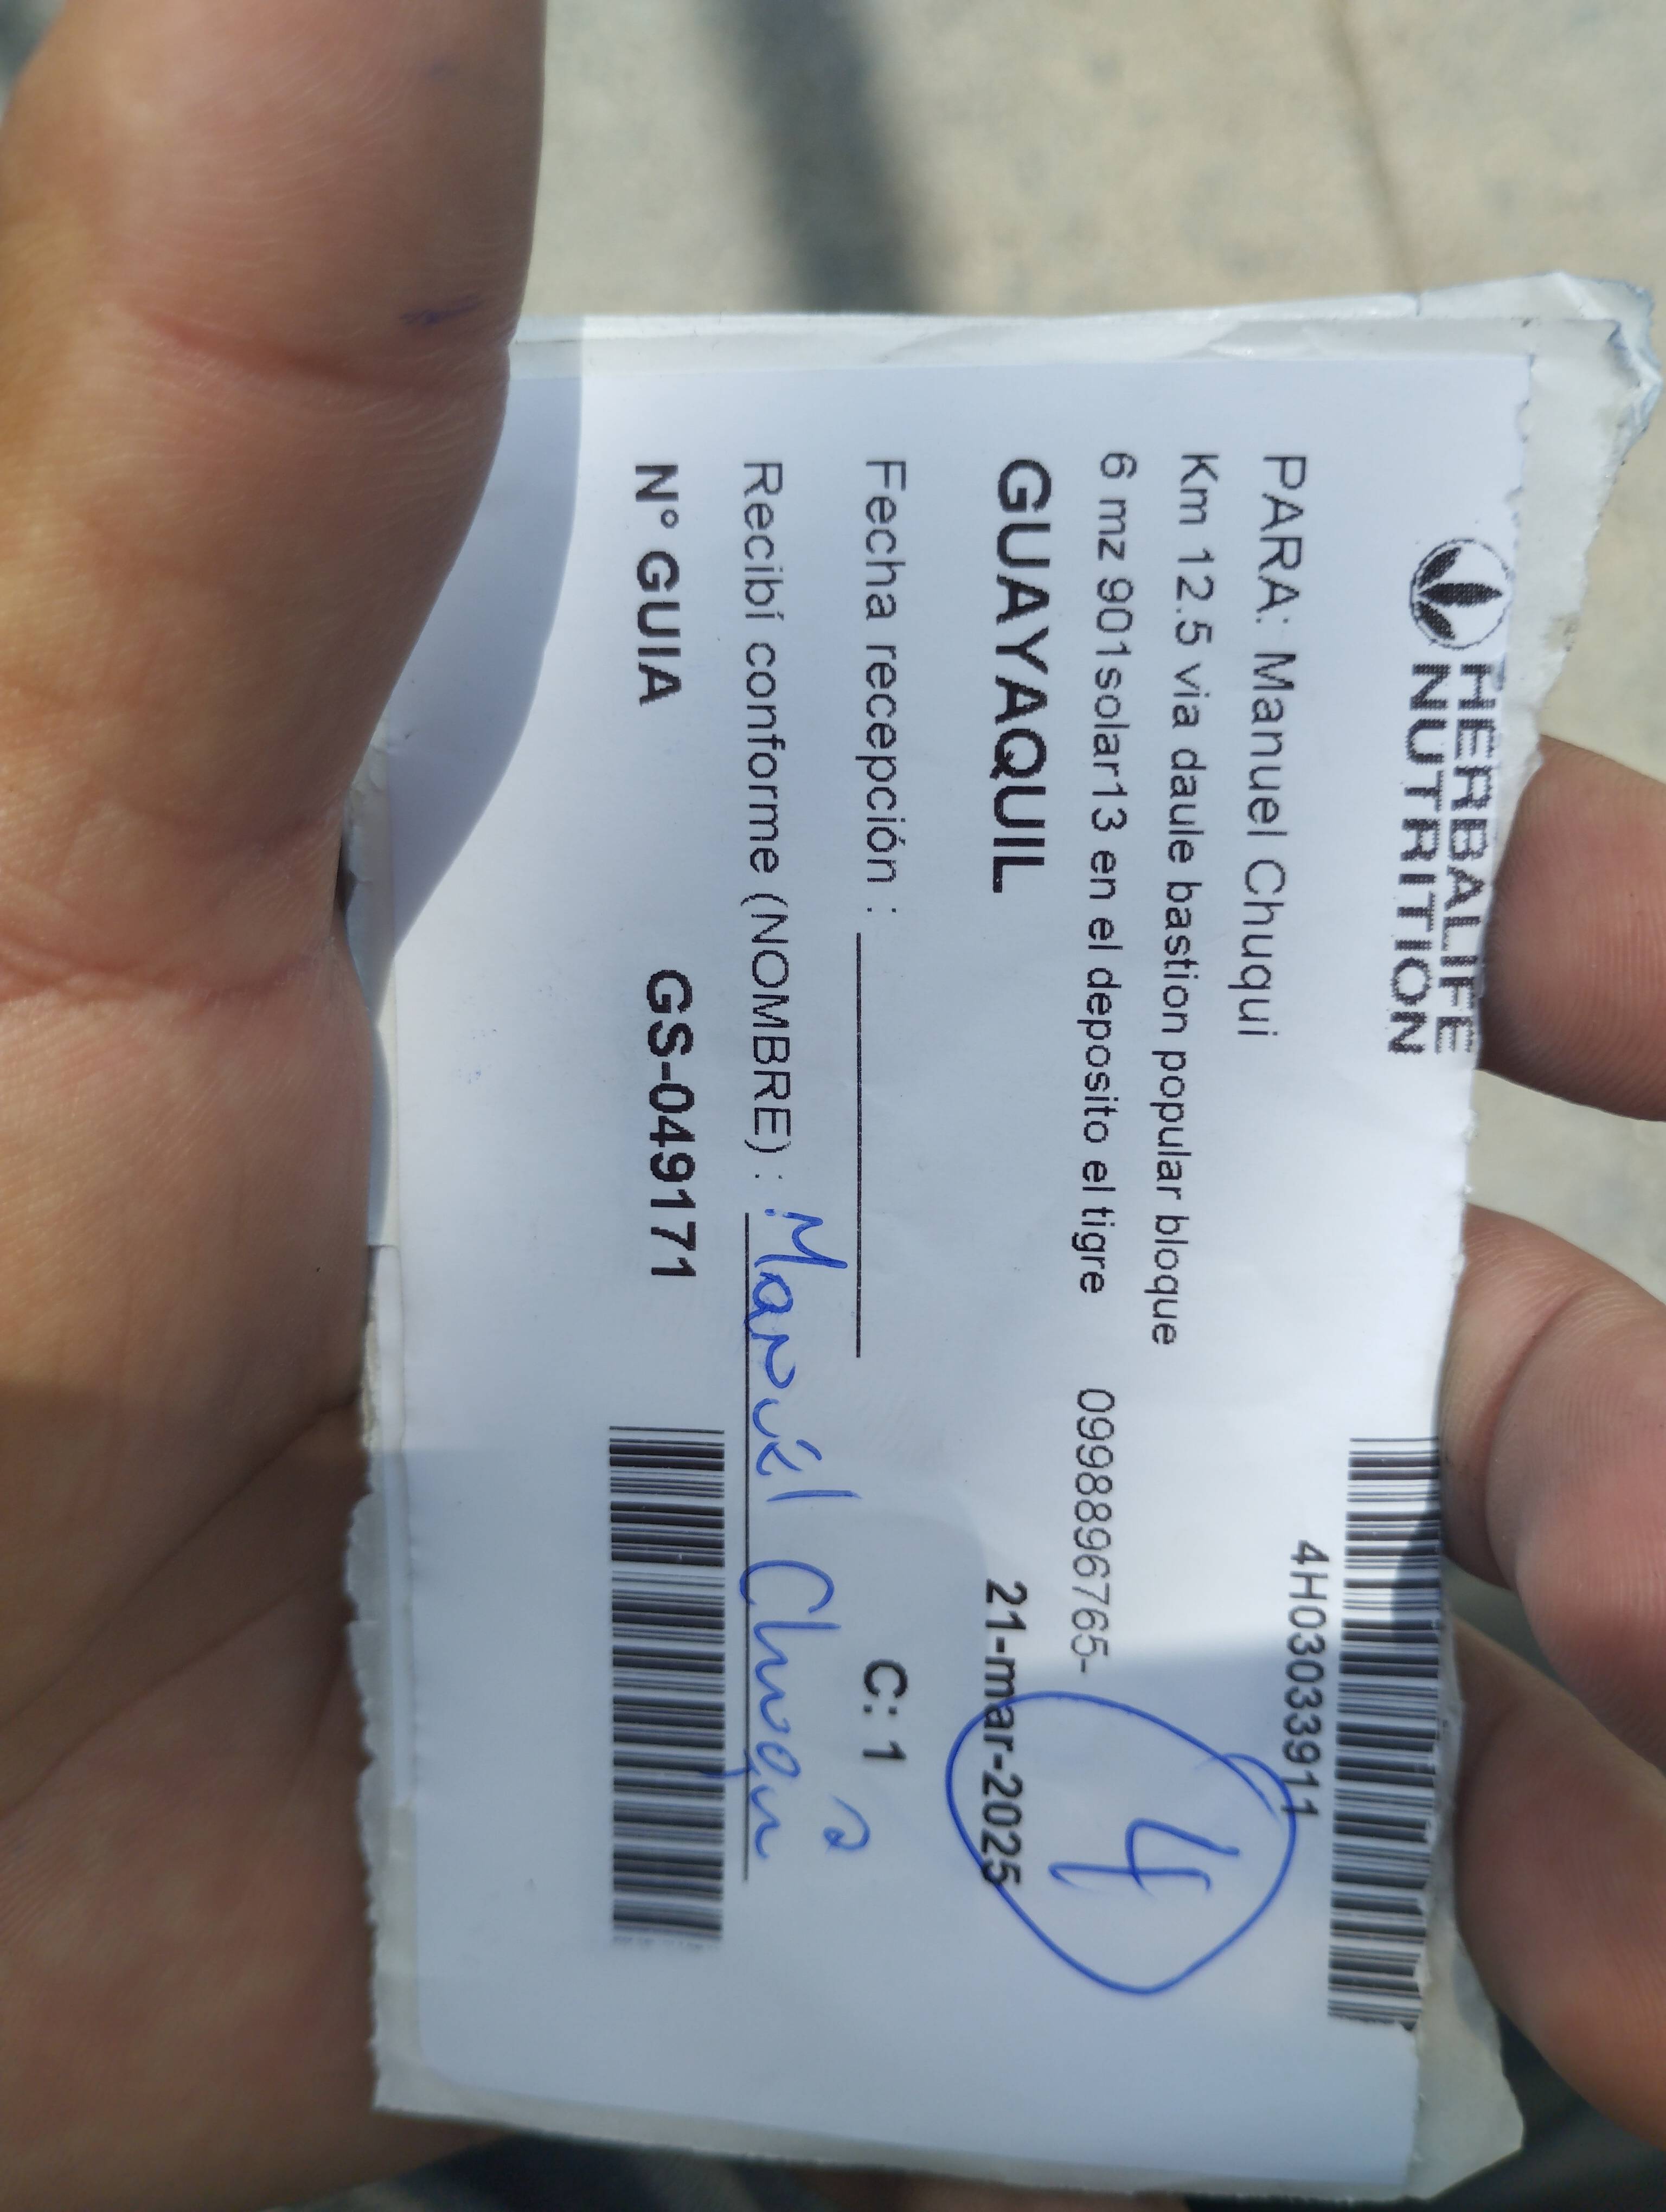 HERBALIFE
NUTRITION
4H03033911
PARA: Manuel Chuqui
Km 12.5 via daule bastion popular bloque
6 mz 901solar13 en el deposito el tigre 0998896765-
4
GUAYAQUIL 21-mar-2025
Fecha recepción : C: 1
Recibí conforme (NOMBRE) : Manuel Chuqui
N° GUIA GS-049171